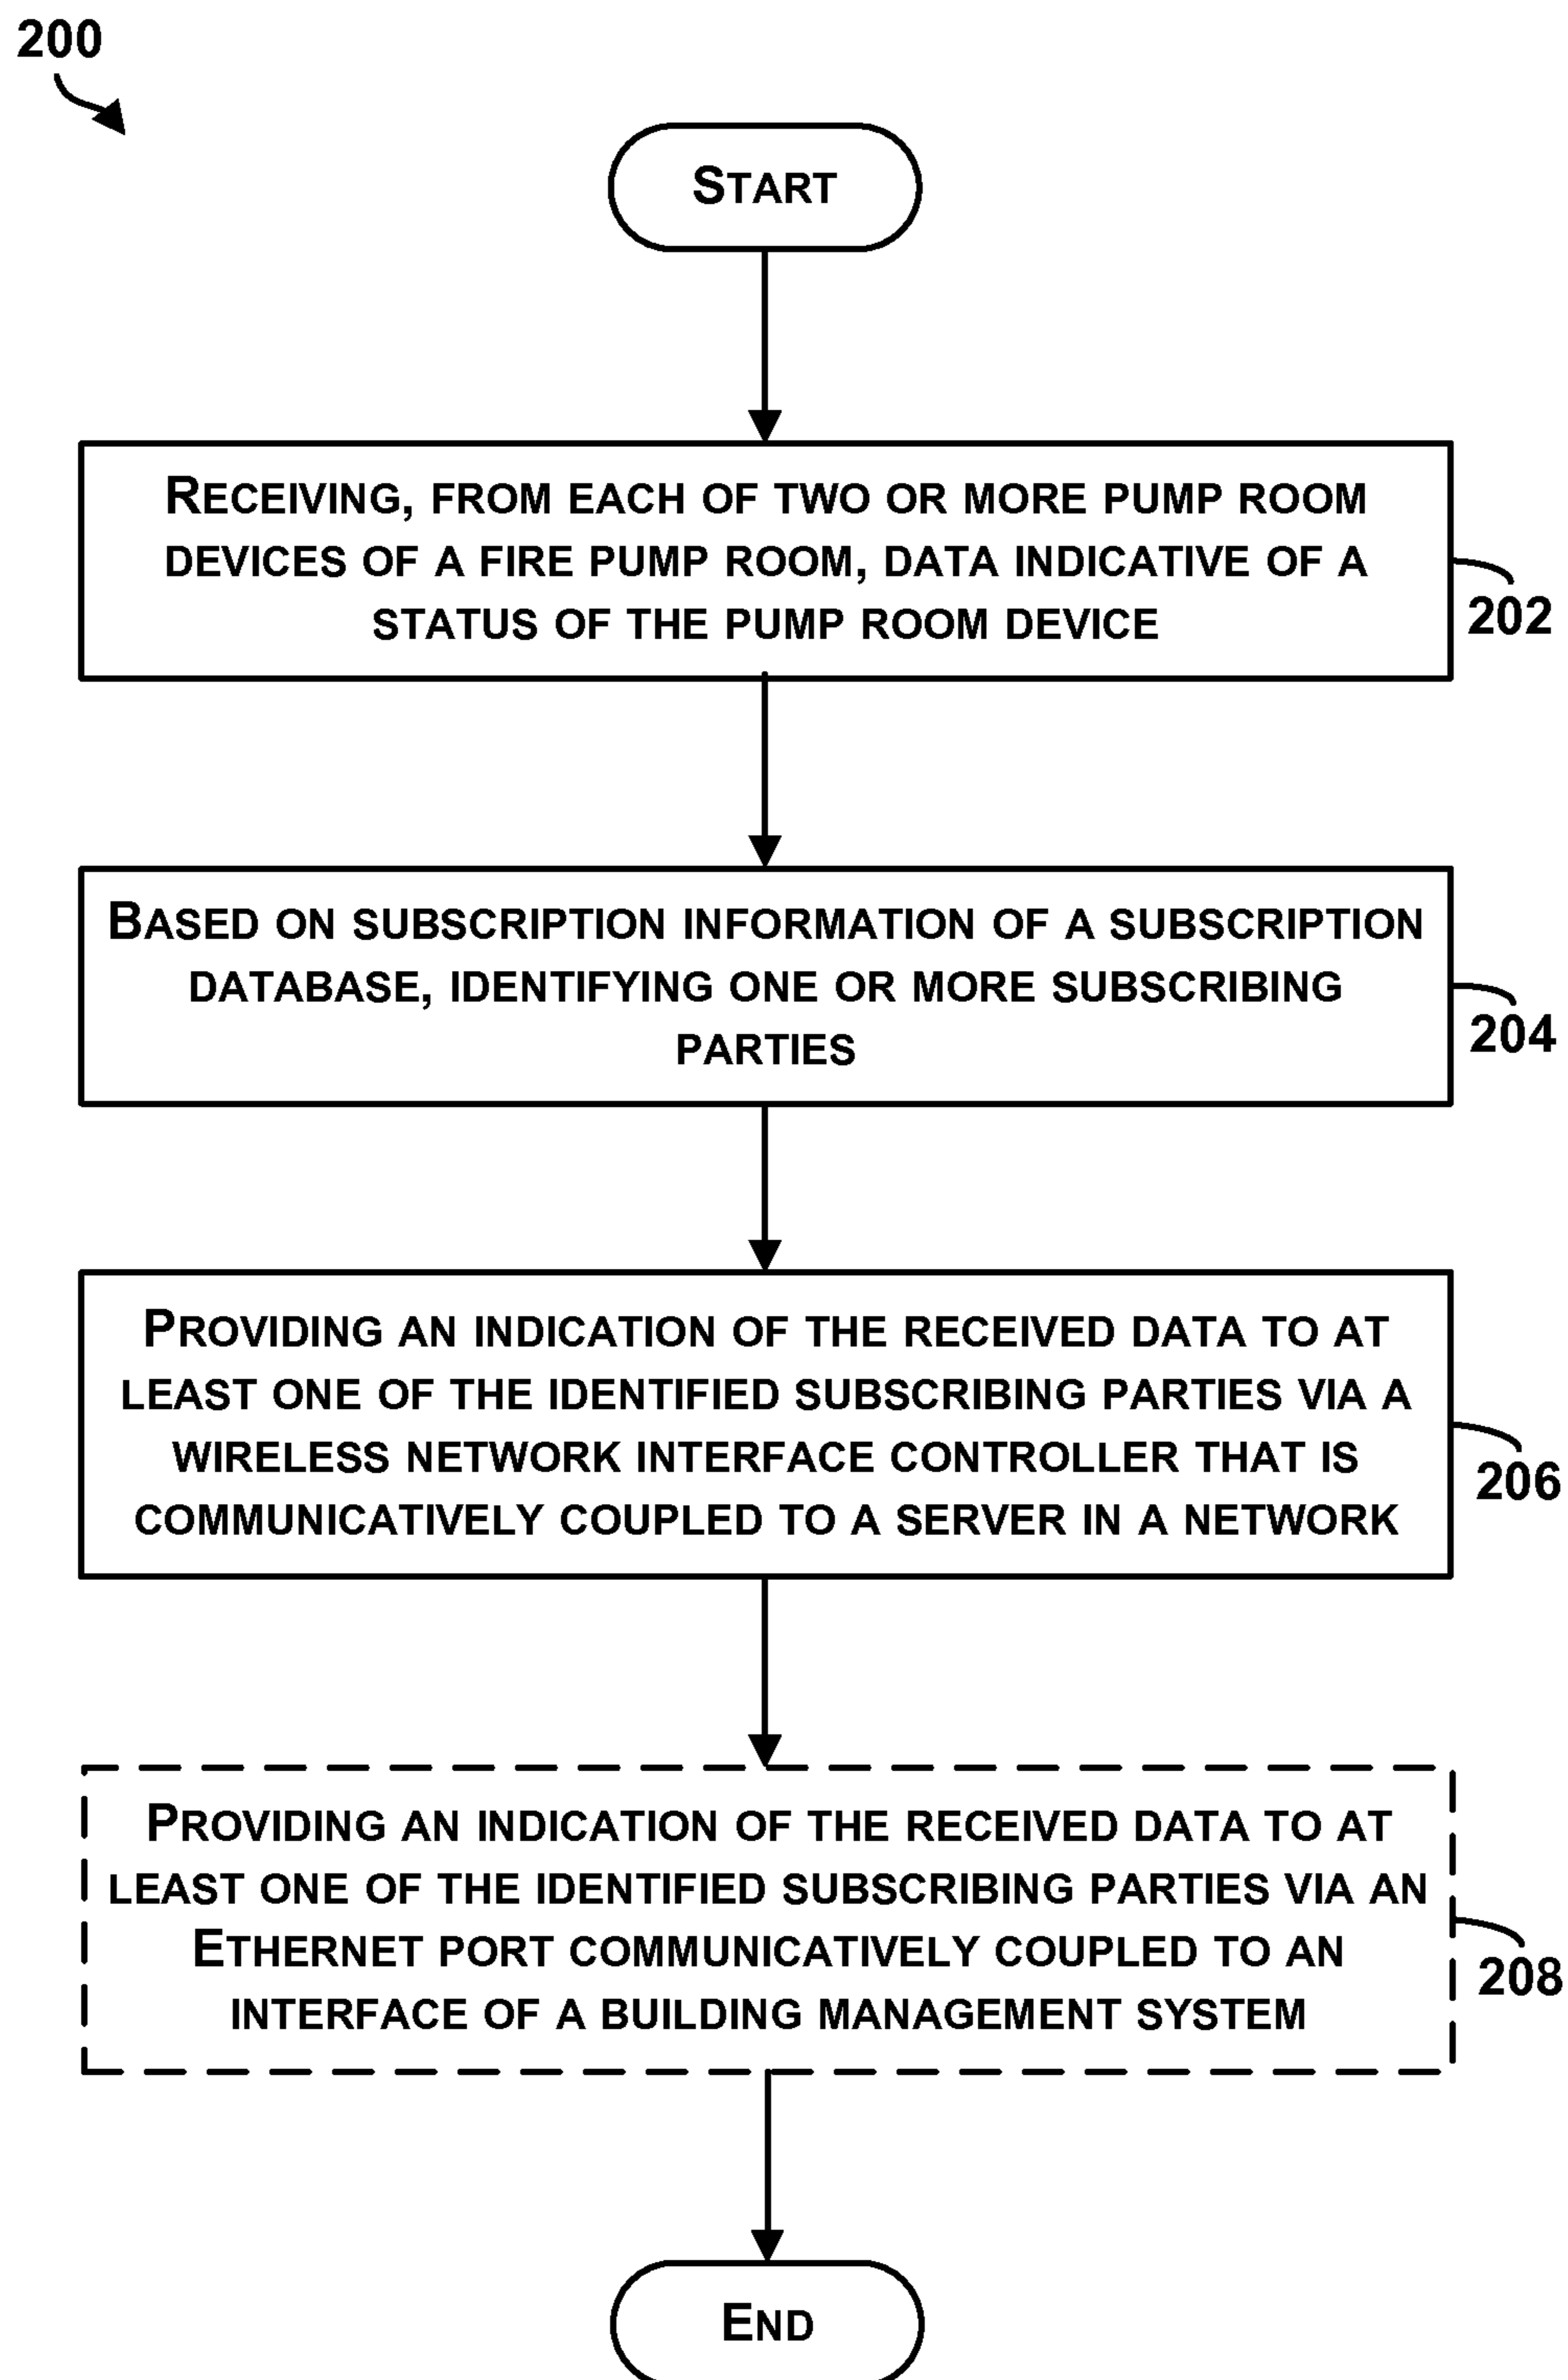 200
START
RECEIVING, FROM EACH OF TWO OR MORE PUMP ROOM
DEVICES OF A FIRE PUMP ROOM, DATA INDICATIVE OF A
STATUS OF THE PUMP ROOM DEVICE
202
BASED ON SUBSCRIPTION INFORMATION OF A SUBSCRIPTION
DATABASE, IDENTIFYING ONE OR MORE SUBSCRIBING
PARTIES
204
PROVIDING AN INDICATION OF THE RECEIVED DATA TO AT
LEAST ONE OF THE IDENTIFIED SUBSCRIBING PARTIES VIA A
WIRELESS NETWORK INTERFACE CONTROLLER THAT IS
COMMUNICATIVELY COUPLED TO A SERVER IN A NETWORK
206
PROVIDING AN INDICATION OF THE RECEIVED DATA TO AT
LEAST ONE OF THE IDENTIFIED SUBSCRIBING PARTIES VIA AN
ETHERNET PORT COMMUNICATIVELY COUPLED TO AN
INTERFACE OF A BUILDING MANAGEMENT SYSTEM
208
END